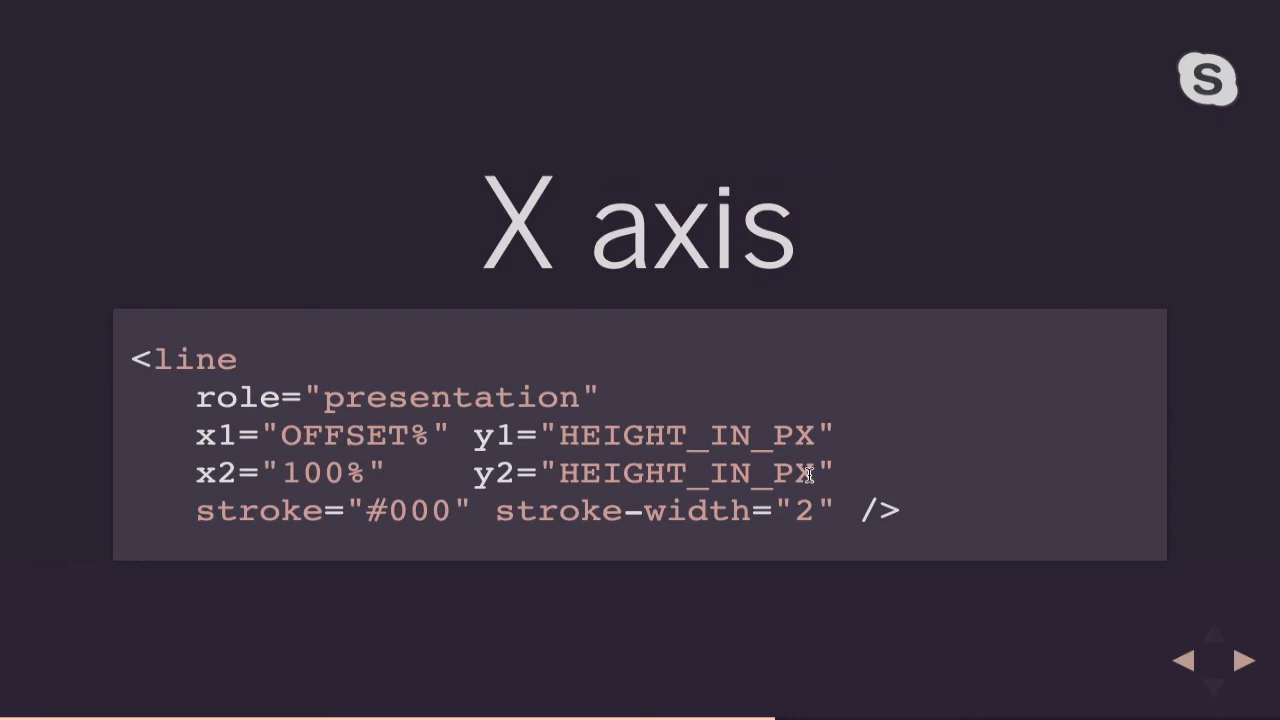 S
X axis
<line
role="presentation"
x1="OFFSET%" y1="HEIGHT_IN_PX"
x2="100%" y2="HEIGHT_IN_PX"
stroke="#000" stroke-width="2" />